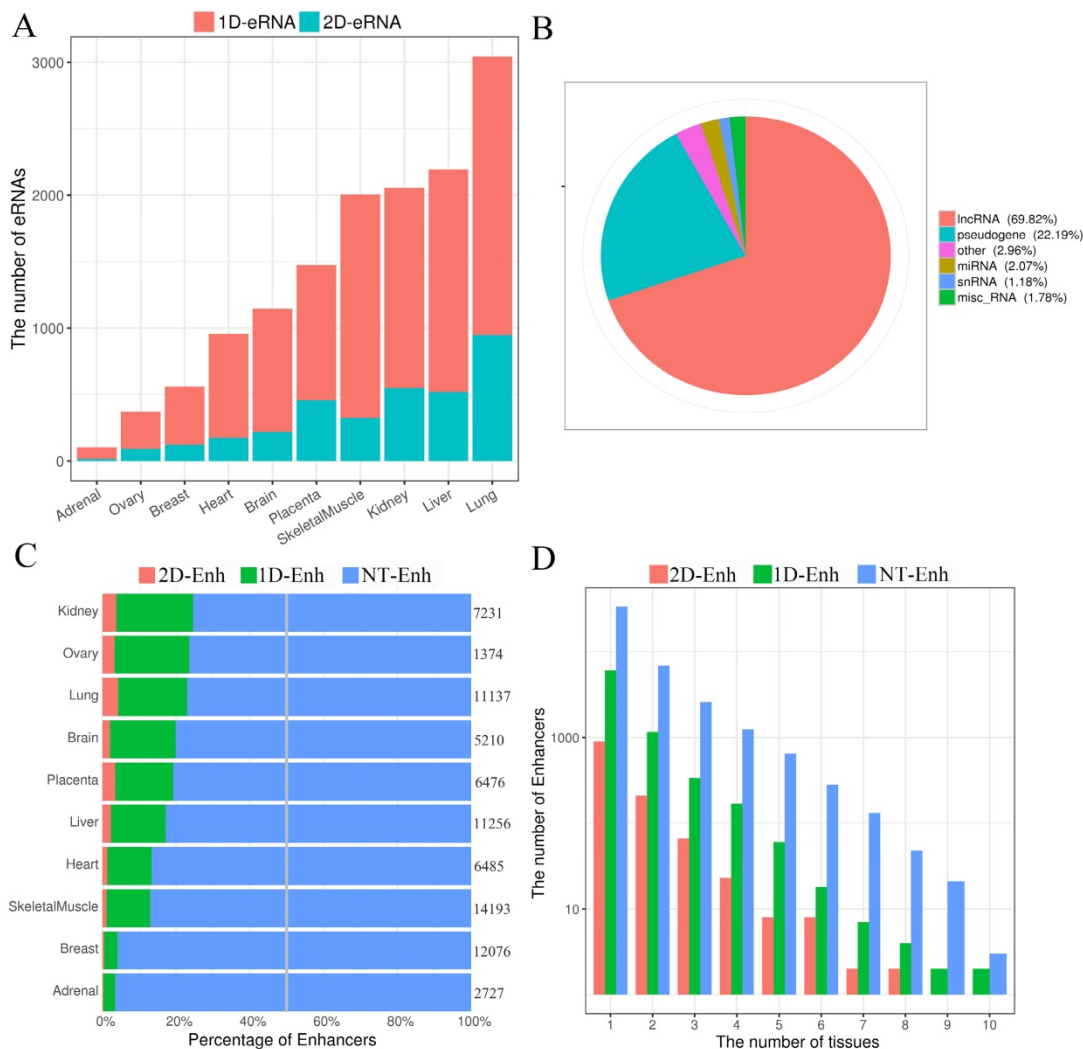 A
1D-eRNA 2D-eRNA
The number of eRNAs
3000
2000
1000
0
Adrenal
Ovary
Breast
Heart
Brain
Placenta
SkeletalMuscle
Kidney
Liver
Lung
B
lncRNA (69.82%)
pseudogene (22.19%)
other (2.96%)
miRNA (2.07%)
snRNA (1.18%)
misc_RNA (1.78%)
C
2D-Enh 1D-Enh NT-Enh
Kidney 7231
Ovary 1374
Lung 11137
Brain 5210
Placenta 6476
Liver 11256
Heart 6485
SkeletalMuscle 14193
Breast 12076
Adrenal 2727
0% 20% 40% 60% 80% 100%
Percentage of Enhancers
D
2D-Enh 1D-Enh NT-Enh
The number of Enhancers
1000
10
1 2 3 4 5 6 7 8 9 10
The number of tissues